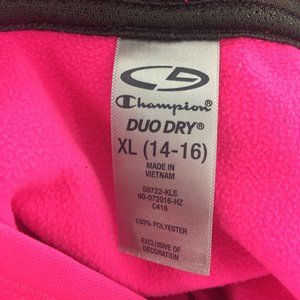 Champion®
DUO DRY®
XL (14-16)
MADE IN
VIETNAM
S9722-KLS
90-072016-HZ
C416
100% POLYESTER
EXCLUSIVE OF
DECORATION